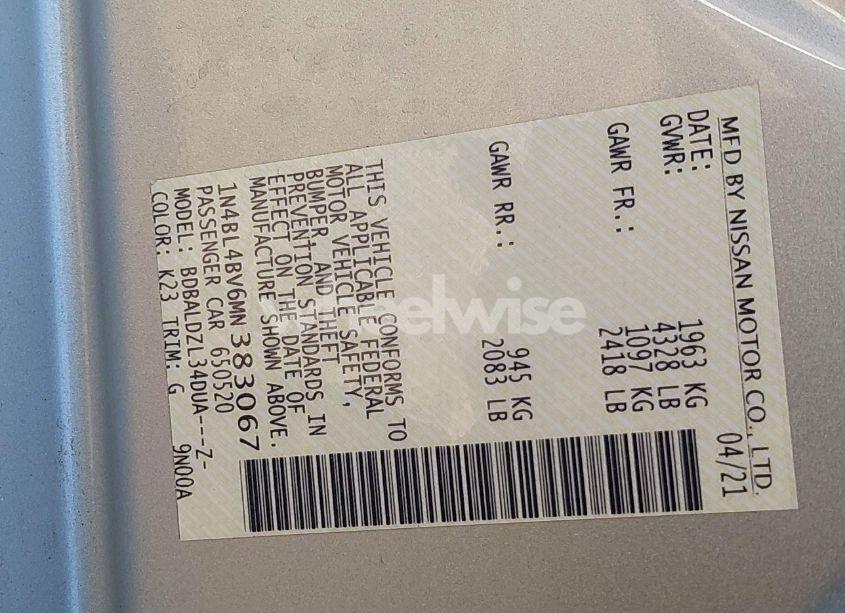 MFD BY NISSAN MOTOR CO., LTD.
DATE: 04/21
GVWR: 1963 KG
4328 LB
GAWR FR.: 1097 KG
2418 LB
GAWR RR.: 945 KG
2083 LB
THIS VEHICLE CONFORMS TO
ALL APPLICABLE FEDERAL
MOTOR VEHICLE SAFETY,
BUMPER, AND THEFT
PREVENTION STANDARDS IN
EFFECT ON THE DATE OF
MANUFACTURE SHOWN ABOVE.
1N4BL4BV6MN383067
PASSENGER CAR 650520
MODEL: BDBALDZL34DUA---Z-
COLOR: K23 TRIM: G 9N00A
wheelwise